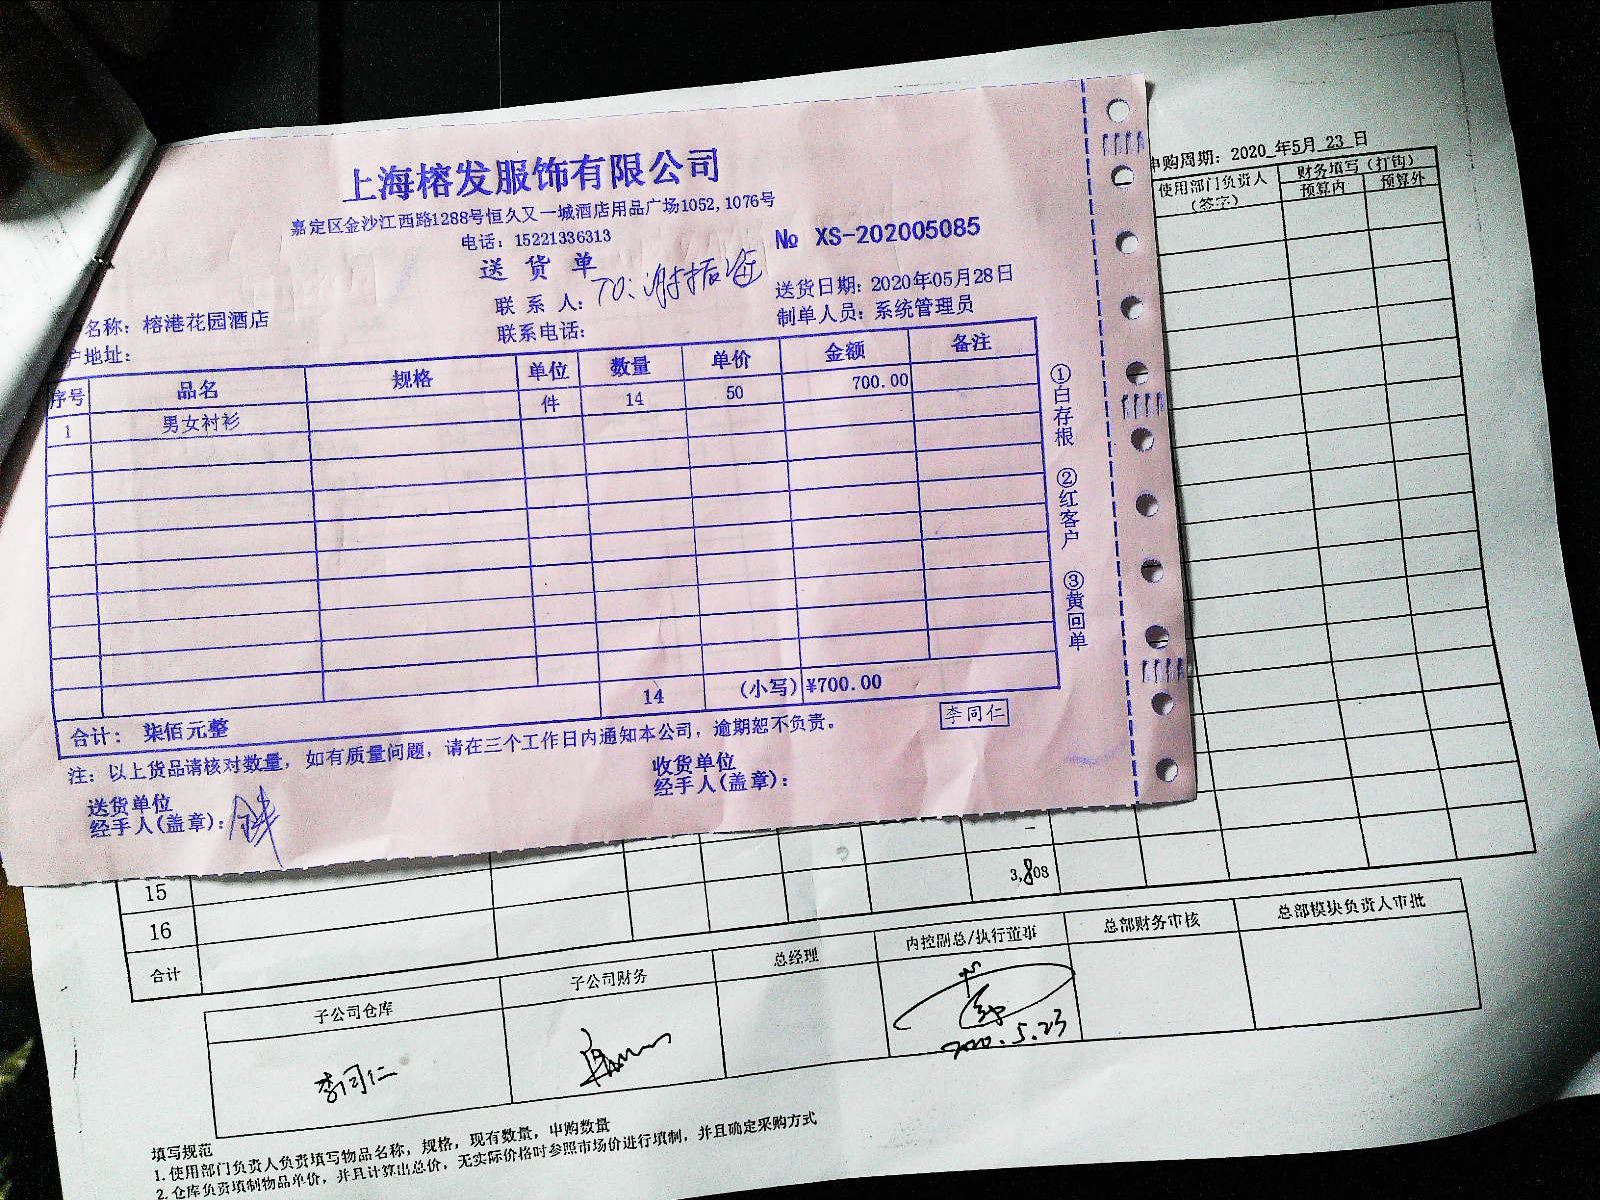 上海榕发服饰有限公司
嘉定区金沙江西路1288号恒久又一城酒店用品广场1052,1076号
电话：15221336313
№ XS-202005085
送 货 单
联 系 人：TO：谢振海
送货日期：2020年05月28日
名称：榕港花园酒店
联系电话：
制单人员：系统管理员
户地址：
序号 品名 规格 单位 数量 单价 金额 备注
1 男女衬衫 件 14 50 700.00
14 (小写) ¥700.00
合计： 柒佰元整
注：以上货品请核对数量，如有质量问题，请在三个工作日内通知本公司，逾期恕不负责。
李同仁
送货单位
经手人(盖章)：
收货单位
经手人(盖章)：
①白存根 ②红客户 ③黄回单
申购周期：2020 年5月 23 日
使用部门负责人
（签字）
财务填写（打钩）
预算内 预算外
15
16
合计
3,808
子公司仓库 子公司财务 总经理 内控副总/执行董事 总部财务审核 总部模块负责人审批
李同仁
2020.5.23
填写规范
1.使用部门负责人负责填写物品名称，规格，现有数量，申购数量
2.仓库负责填制物品单价，并且计算出总价，无实际价格时参照市场价进行填制，并且确定采购方式